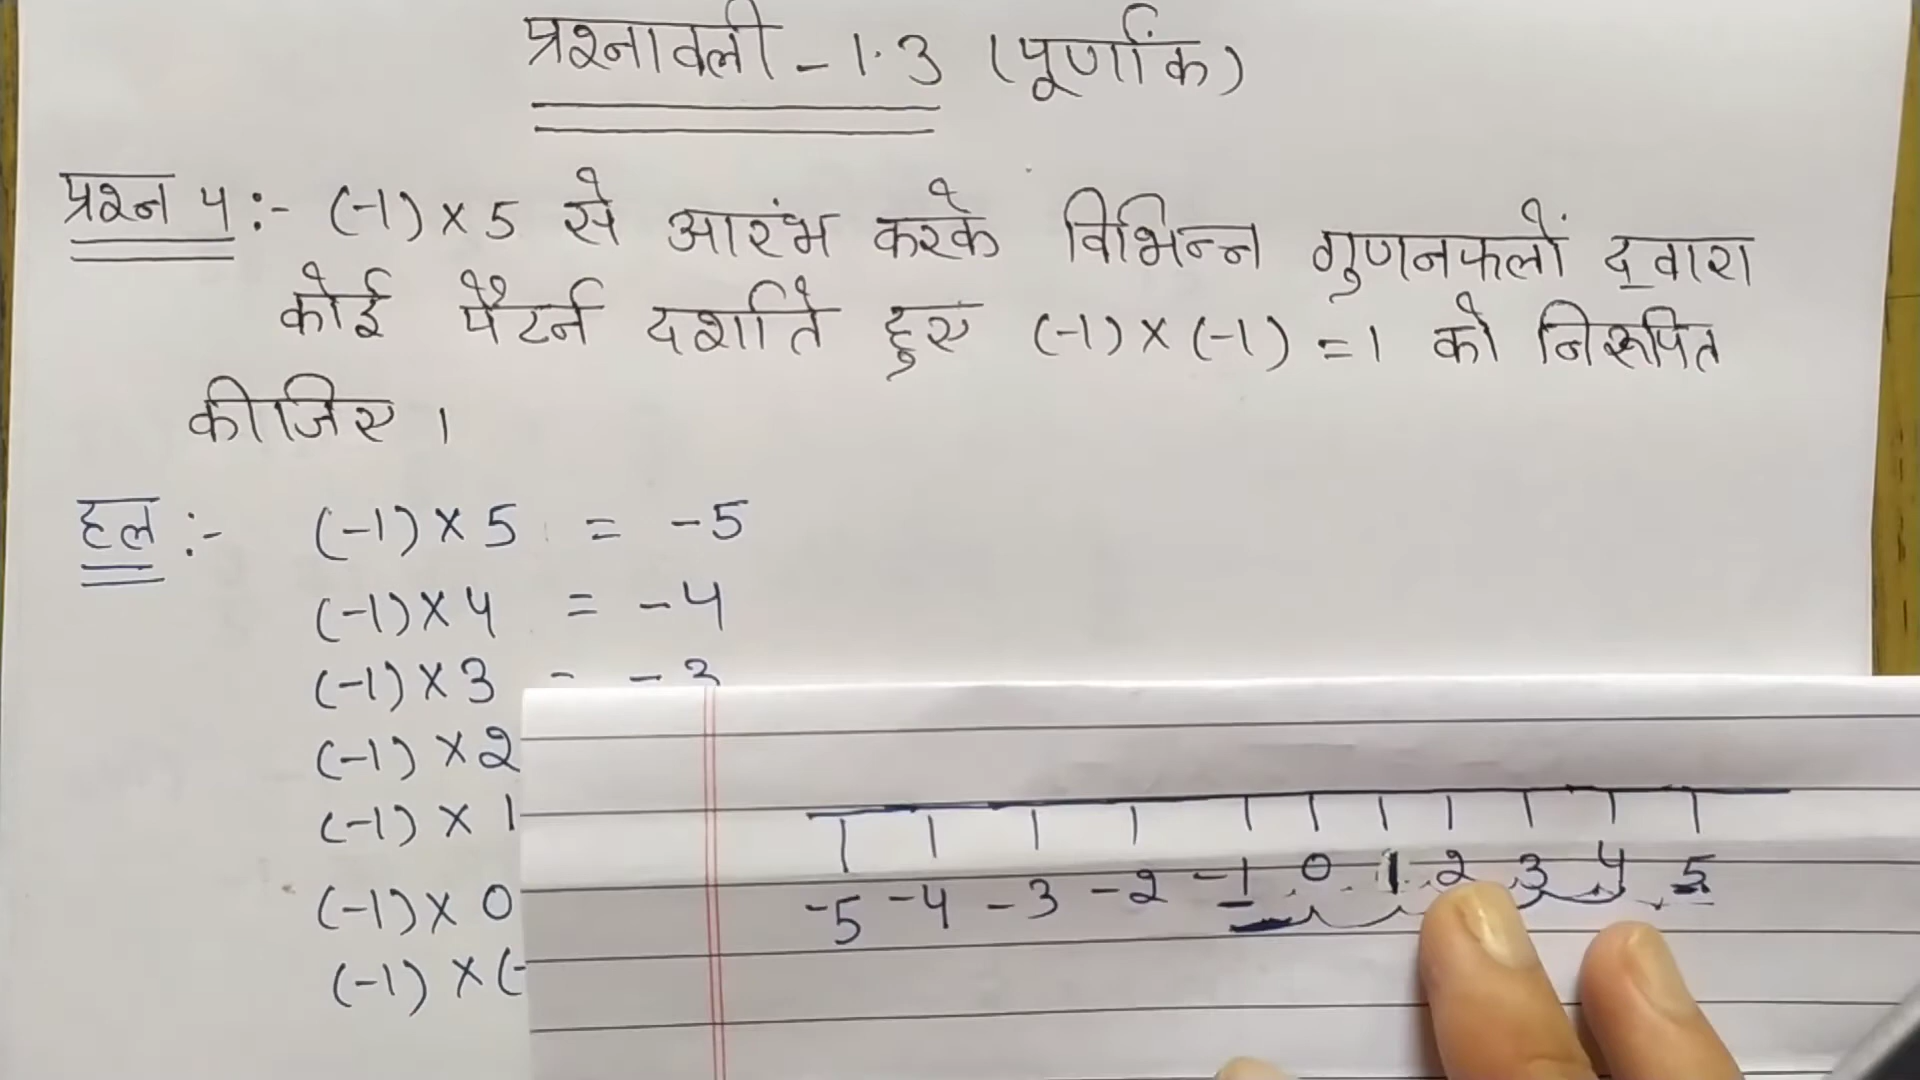 प्रश्नावली - 1.3 (पूर्णांक)
प्रश्न 4 :- (-1) × 5 से आरंभ करके विभिन्न गुणनफलों द्वारा
कोई पैटर्न दर्शाते हुए (-1) × (-1) = 1 को निरूपित
कीजिए ।
हल :- (-1) × 5 = -5
(-1) × 4 = -4
(-1) × 3 = -3
(-1) × 2
(-1) × 1
(-1) × 0
(-1) × (-
-5 -4 -3 -2 -1 0 1 2 3 4 5